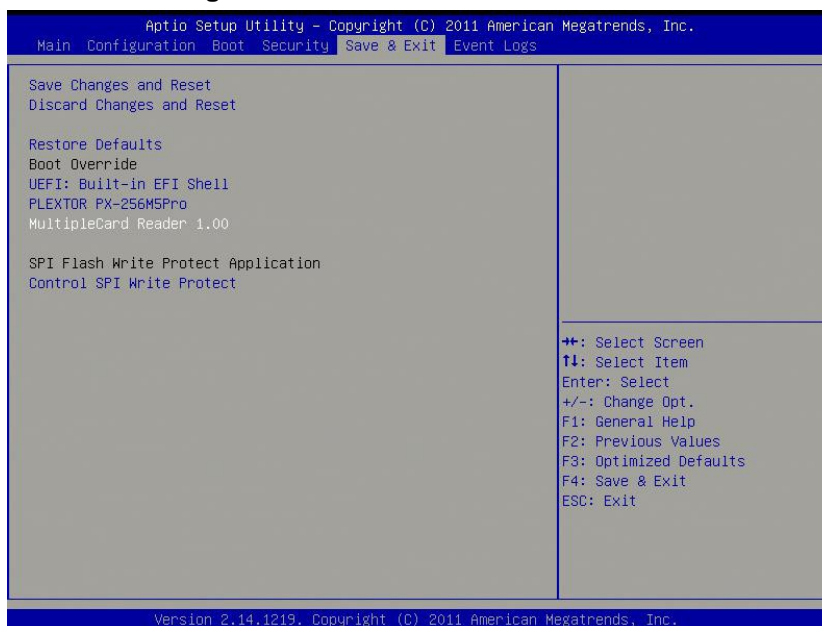 Aptio Setup Utility – Copyright (C) 2011 American Megatrends, Inc.
Main Configuration Boot Security Save & Exit Event Logs
Save Changes and Reset
Discard Changes and Reset
Restore Defaults
Boot Override
UEFI: Built-in EFI Shell
PLEXTOR PX-256M5Pro
MultipleCard Reader 1.00
SPI Flash Write Protect Application
Control SPI Write Protect
→←: Select Screen
↑↓: Select Item
Enter: Select
+/-: Change Opt.
F1: General Help
F2: Previous Values
F3: Optimized Defaults
F4: Save & Exit
ESC: Exit
Version 2.14.1219. Copyright (C) 2011 American Megatrends, Inc.